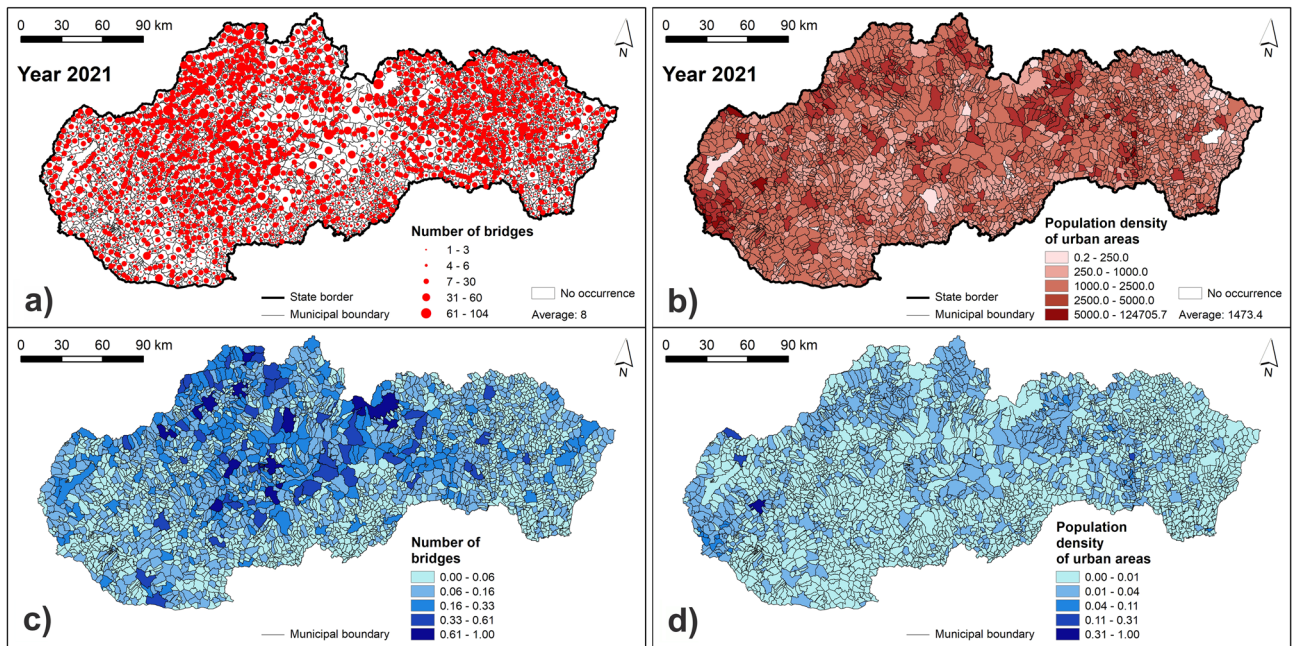 0 30 60 90 km
N
Year 2021
Number of bridges
1 - 3
4 - 6
7 - 30
31 - 60
61 - 104
State border
Municipal boundary
No occurrence
Average: 8
a)
0 30 60 90 km
N
Year 2021
Population density
of urban areas
0.2 - 250.0
250.0 - 1000.0
1000.0 - 2500.0
2500.0 - 5000.0
5000.0 - 124705.7
State border
Municipal boundary
No occurrence
Average: 1473.4
b)
0 30 60 90 km
N
Number of
bridges
0.00 - 0.06
0.06 - 0.16
0.16 - 0.33
0.33 - 0.61
0.61 - 1.00
Municipal boundary
c)
0 30 60 90 km
N
Population
density
of urban areas
0.00 - 0.01
0.01 - 0.04
0.04 - 0.11
0.11 - 0.31
0.31 - 1.00
Municipal boundary
d)